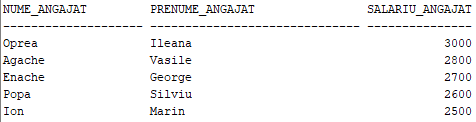 NUME_ANGAJAT PRENUME_ANGAJAT SALARIU_ANGAJAT
-------------------- ------------------------------ ---------------
Oprea Ileana 3000
Agache Vasile 2800
Enache George 2700
Popa Silviu 2600
Ion Marin 2500